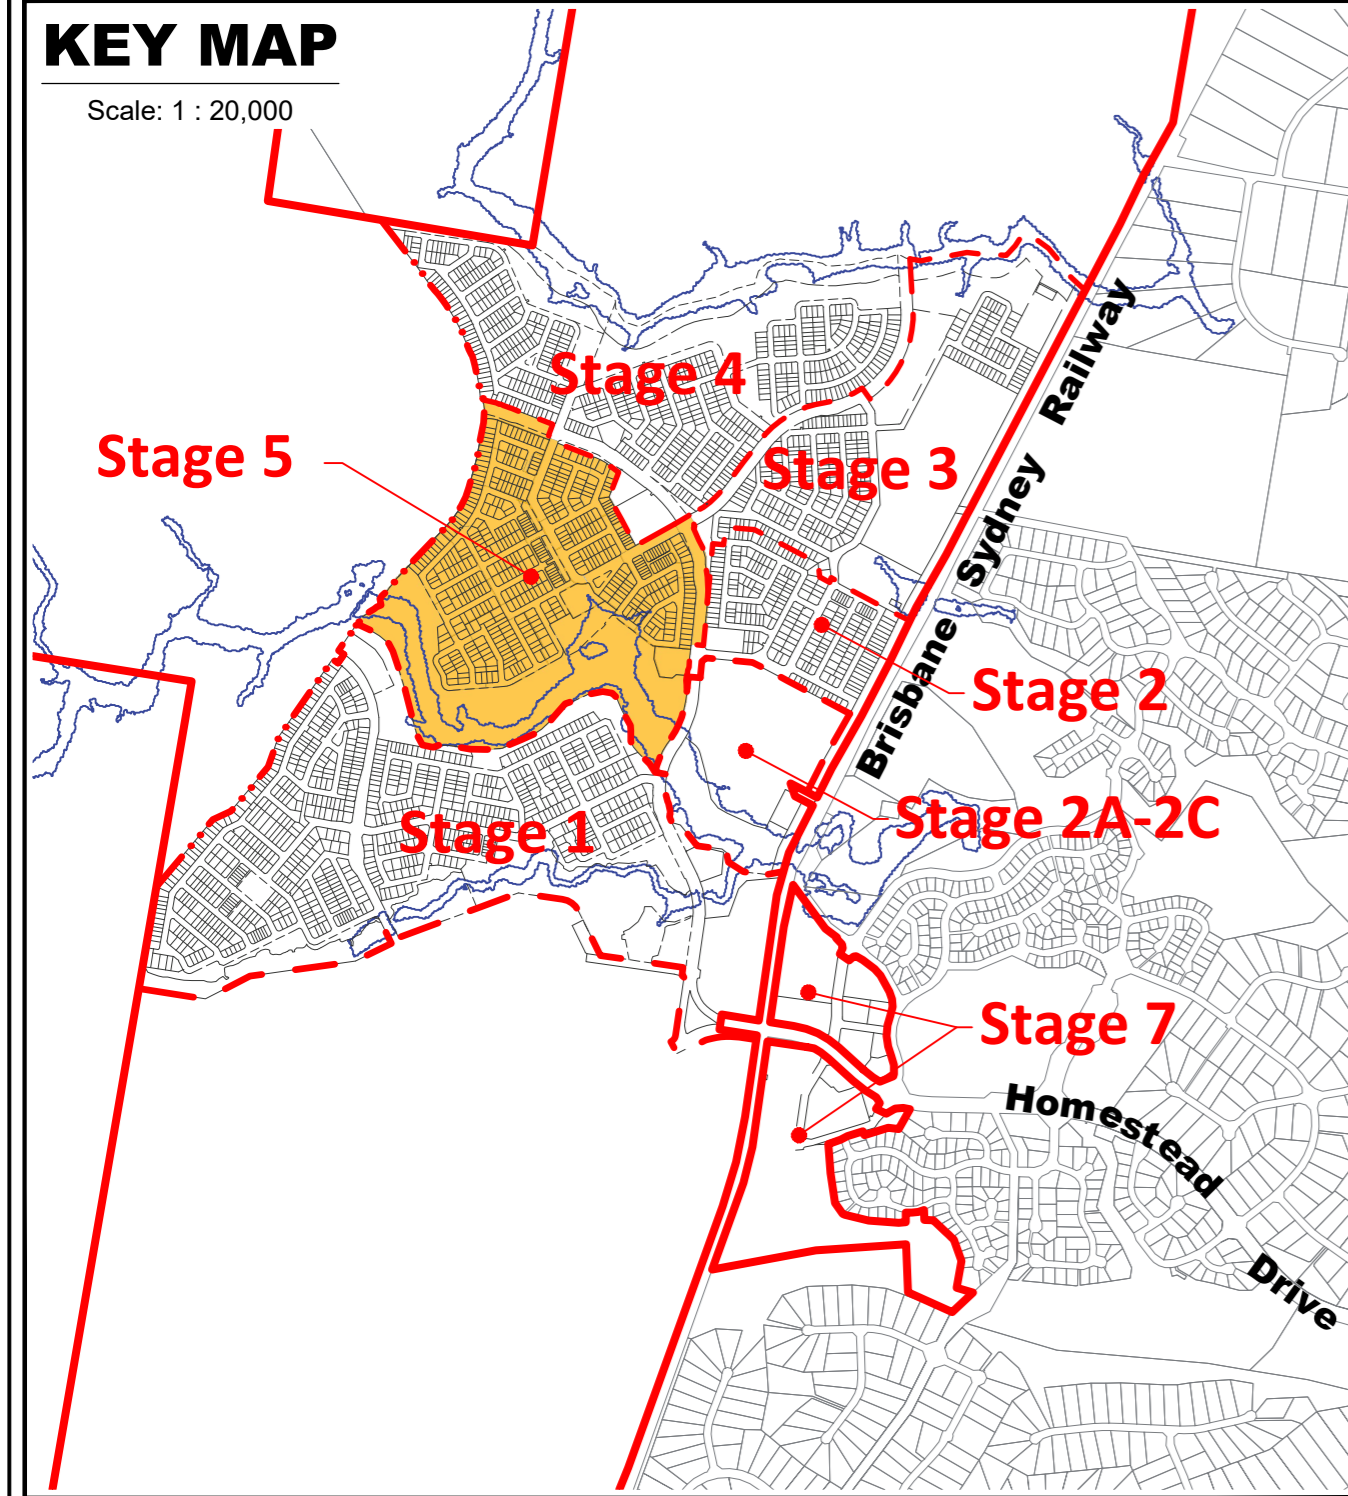 KEY MAP
Scale: 1 : 20,000
Stage 4
Stage 5
Stage 3
Brisbane Sydney Railway
Stage 2
Stage 2A-2C
Stage 1
Stage 7
Homestead Drive